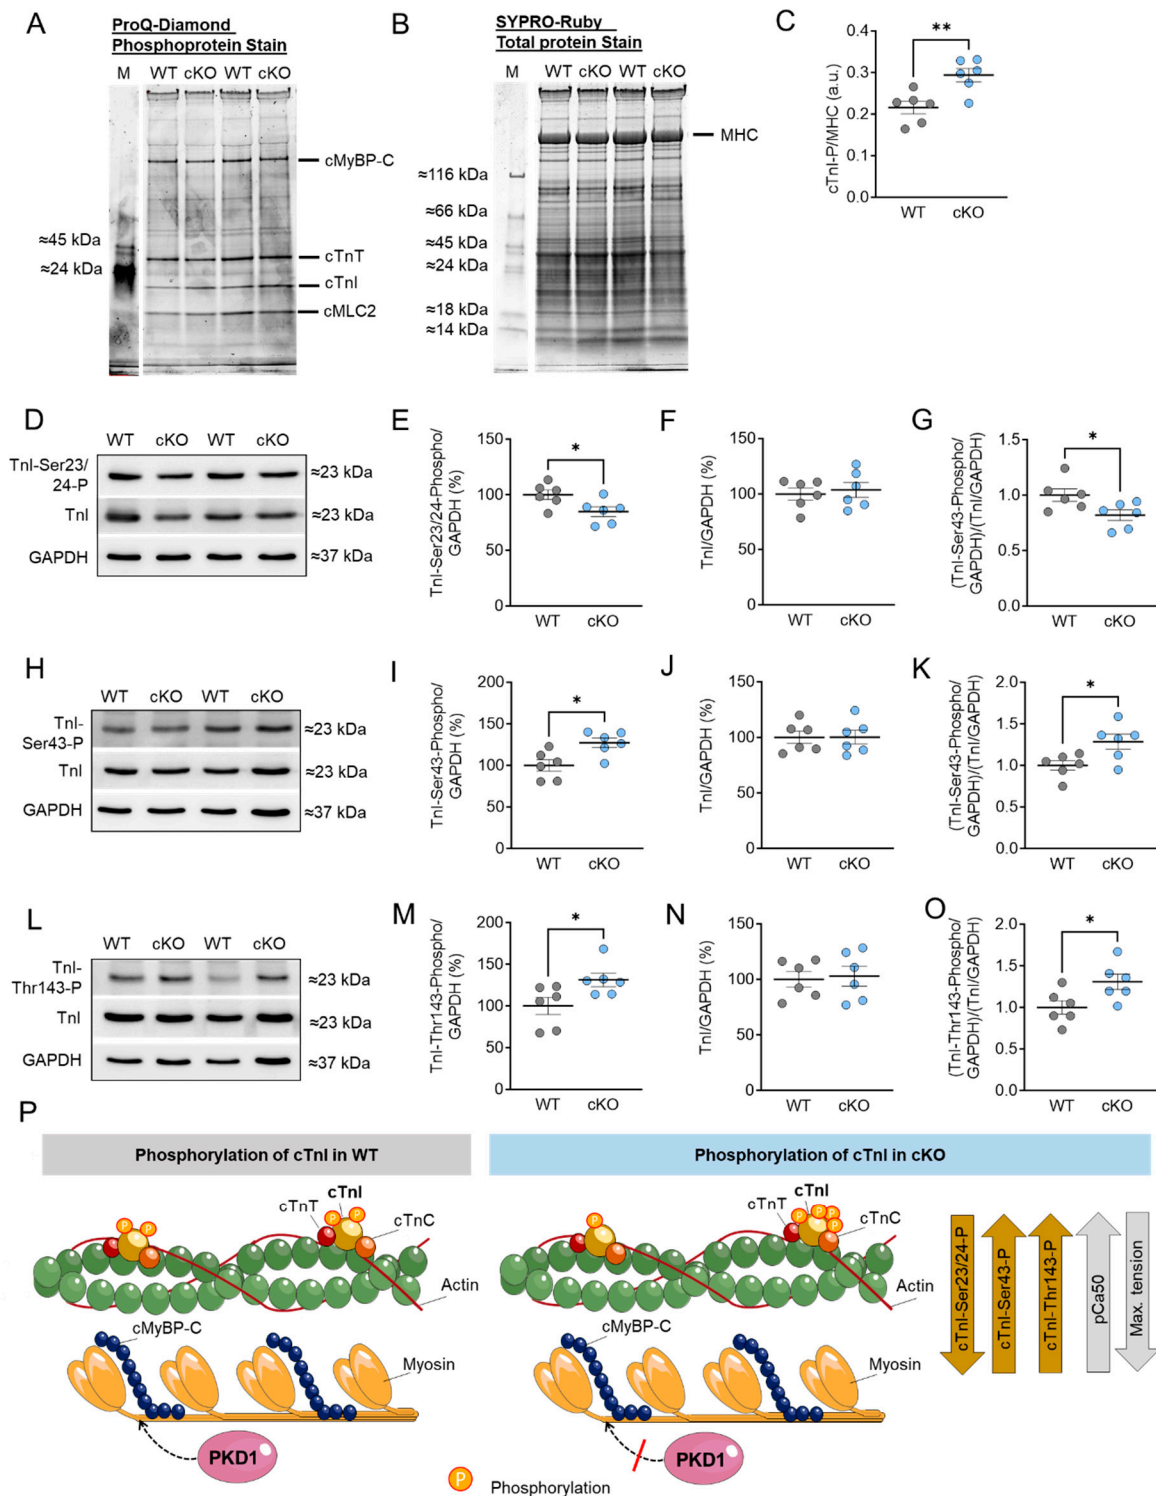 A
ProQ-Diamond
Phosphoprotein Stain
M WT cKO WT cKO
cMyBP-C
≈45 kDa
cTnT
≈24 kDa
cTnI
cMLC2
B
SYPRO-Ruby
Total protein Stain
M WT cKO WT cKO
MHC
≈116 kDa
≈66 kDa
≈45 kDa
≈24 kDa
≈18 kDa
≈14 kDa
C
**
cTnI-P/MHC (a.u.)
0.4
0.3
0.2
0.1
0.0
WT cKO
D
WT cKO WT cKO
TnI-Ser23/
24-P
≈23 kDa
TnI
≈23 kDa
GAPDH
≈37 kDa
E
*
TnI-Ser23/24-Phospho/
GAPDH (%)
150
100
50
0
WT cKO
F
TnI/GAPDH (%)
150
100
50
0
WT cKO
G
*
(TnI-Ser43-Phospho/
GAPDH)/(TnI/GAPDH)
1.5
1.0
0.5
0.0
WT cKO
H
WT cKO WT cKO
TnI-
Ser43-P
≈23 kDa
TnI
≈23 kDa
GAPDH
≈37 kDa
I
*
TnI-Ser43-Phospho/
GAPDH (%)
200
150
100
50
0
WT cKO
J
TnI/GAPDH (%)
150
100
50
0
WT cKO
K
*
(TnI-Ser43-Phospho/
GAPDH)/(TnI/GAPDH)
2.0
1.5
1.0
0.5
0.0
WT cKO
L
WT cKO WT cKO
TnI-
Thr143-P
≈23 kDa
TnI
≈23 kDa
GAPDH
≈37 kDa
M
*
TnI-Thr143-Phospho/
GAPDH (%)
200
150
100
50
0
WT cKO
N
TnI/GAPDH (%)
150
100
50
0
WT cKO
O
*
(TnI-Thr143-Phospho/
GAPDH)/(TnI/GAPDH)
2.0
1.5
1.0
0.5
0.0
WT cKO
P
Phosphorylation of cTnI in WT
cTnI
cTnT
P P P P
cTnC
Actin
cMyBP-C
Myosin
PKD1
Phosphorylation of cTnI in cKO
cTnI
cTnT
P P P P P
cTnC
Actin
cMyBP-C
Myosin
PKD1
cTnI-Ser23/24-P
cTnI-Ser43-P
cTnI-Thr143-P
pCa50
Max. tension
P Phosphorylation